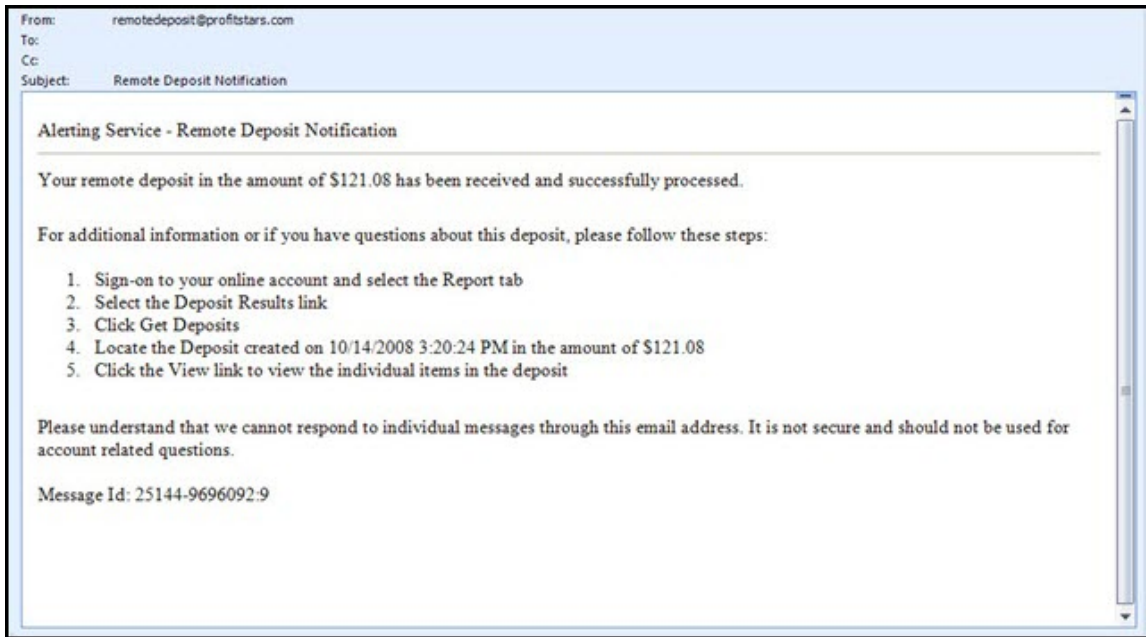 From: remotedeposit@profitstars.com
To:
Cc:
Subject: Remote Deposit Notification
Alerting Service - Remote Deposit Notification
Your remote deposit in the amount of $121.08 has been received and successfully processed.
For additional information or if you have questions about this deposit, please follow these steps:
1. Sign-on to your online account and select the Report tab
2. Select the Deposit Results link
3. Click Get Deposits
4. Locate the Deposit created on 10/14/2008 3:20:24 PM in the amount of $121.08
5. Click the View link to view the individual items in the deposit
Please understand that we cannot respond to individual messages through this email address. It is not secure and should not be used for
account related questions.
Message Id: 25144-9696092:9